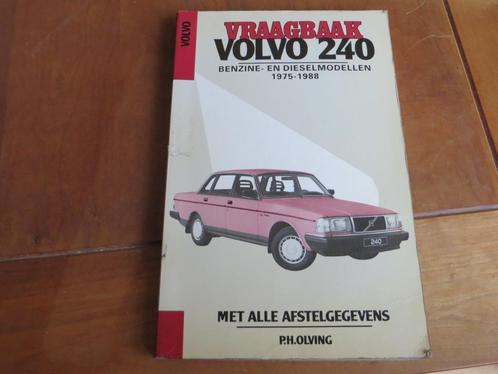 VOLVO
VRAAGBAAK
VOLVO 240
BENZINE- EN DIESELMODELLEN
1975-1988
240
MET ALLE AFSTELGEGEVENS
P.H.OLVING